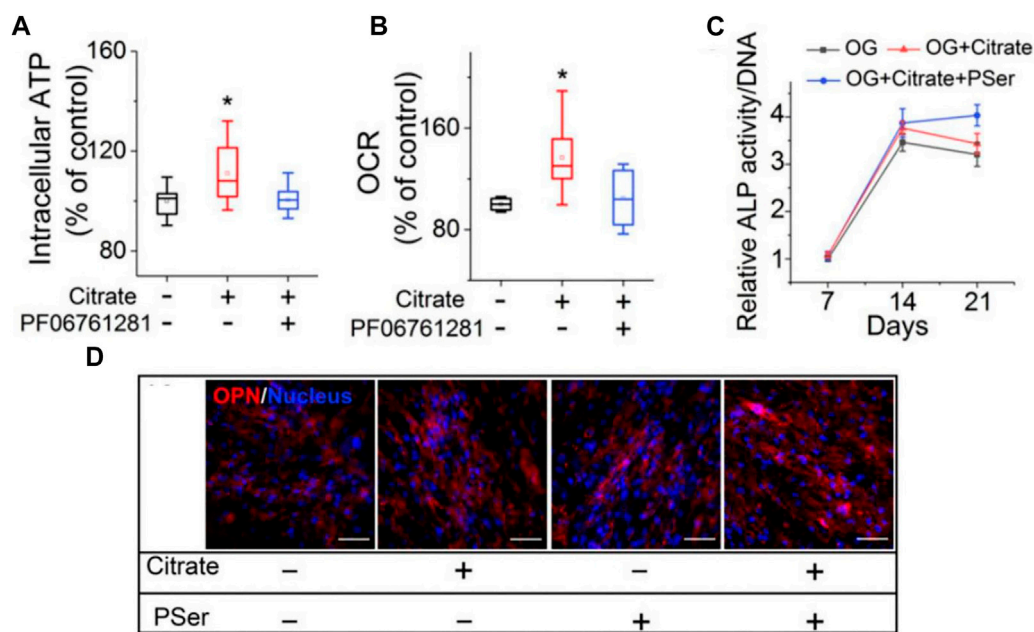 A
Intracellular ATP
(% of control)
160
120
80
*
Citrate - + +
PF06761281 - - +
B
OCR
(% of control)
160
80
*
Citrate - + +
PF06761281 - - +
C
OG OG+Citrate
OG+Citrate+PSer
Relative ALP activity/DNA
4
3
2
1
7 14 21
Days
D
OPN/Nucleus
Citrate - + - +
PSer - - + +